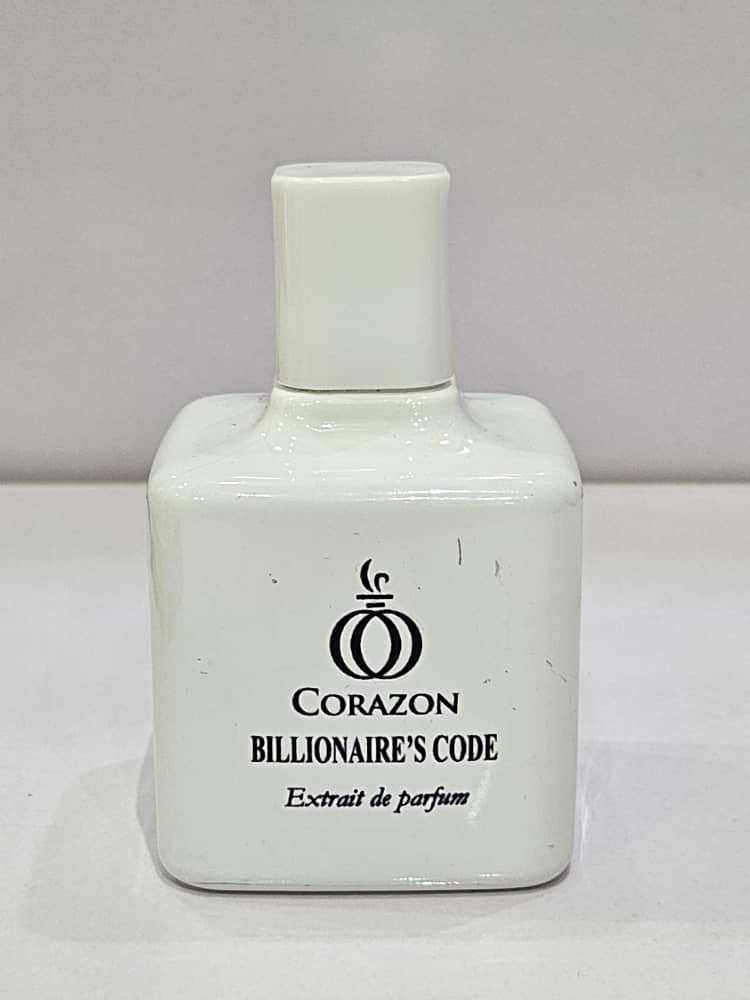 CORAZON
BILLIONAIRE'S CODE
Extrait de parfum